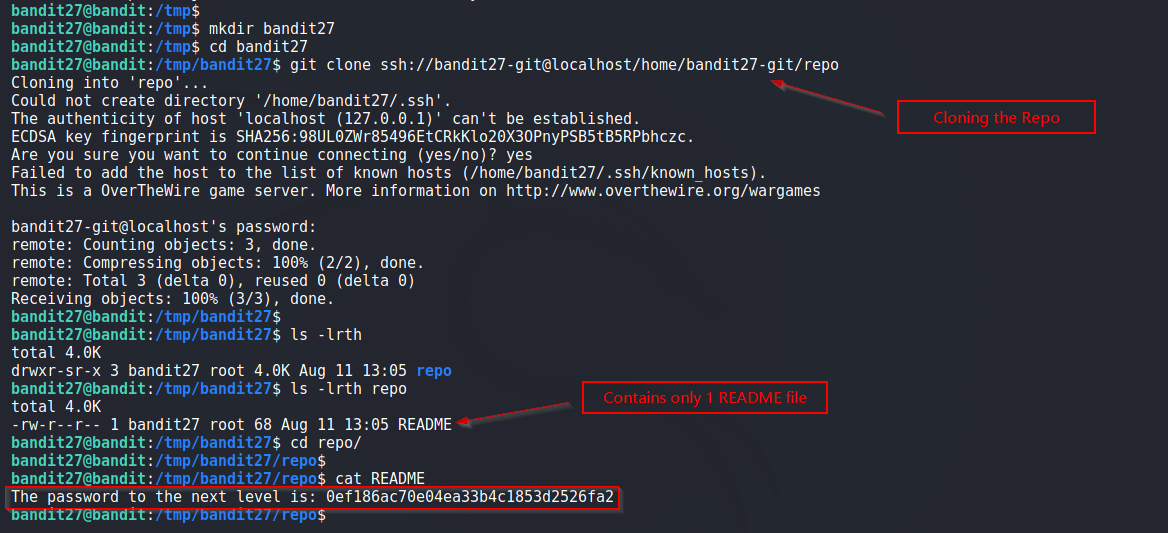 bandit27@bandit:/tmp$
bandit27@bandit:/tmp$ mkdir bandit27
bandit27@bandit:/tmp$ cd bandit27
bandit27@bandit:/tmp/bandit27$ git clone ssh://bandit27-git@localhost/home/bandit27-git/repo
Cloning into 'repo'...
Could not create directory '/home/bandit27/.ssh'.
The authenticity of host 'localhost (127.0.0.1)' can't be established.
Cloning the Repo
ECDSA key fingerprint is SHA256:98UL0ZWr85496EtCRkKlo20X3OPnyPSB5tB5RPbhczc.
Are you sure you want to continue connecting (yes/no)? yes
Failed to add the host to the list of known hosts (/home/bandit27/.ssh/known_hosts).
This is a OverTheWire game server. More information on http://www.overthewire.org/wargames
bandit27-git@localhost's password:
remote: Counting objects: 3, done.
remote: Compressing objects: 100% (2/2), done.
remote: Total 3 (delta 0), reused 0 (delta 0)
Receiving objects: 100% (3/3), done.
bandit27@bandit:/tmp/bandit27$
bandit27@bandit:/tmp/bandit27$ ls -lrth
total 4.0K
drwxr-sr-x 3 bandit27 root 4.0K Aug 11 13:05 repo
bandit27@bandit:/tmp/bandit27$ ls -lrth repo
Contains only 1 README file
total 4.0K
-rw-r--r-- 1 bandit27 root 68 Aug 11 13:05 README
bandit27@bandit:/tmp/bandit27$ cd repo/
bandit27@bandit:/tmp/bandit27/repo$
bandit27@bandit:/tmp/bandit27/repo$ cat README
The password to the next level is: 0ef186ac70e04ea33b4c1853d2526fa2
bandit27@bandit:/tmp/bandit27/repo$